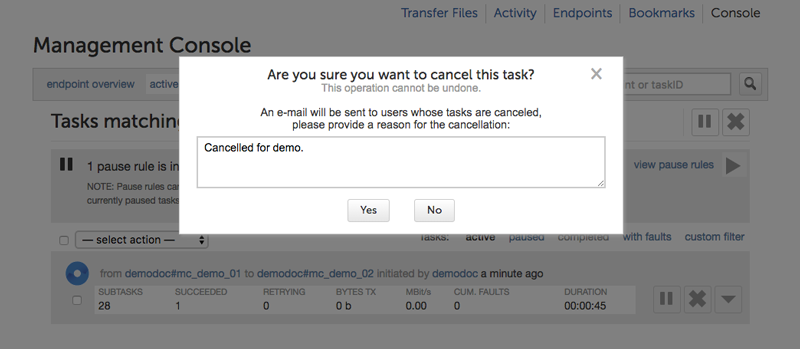 Transfer Files Activity Endpoints Bookmarks Console
Management Console
endpoint overview active nt or taskID
Are you sure you want to cancel this task?
This operation cannot be undone.
An e-mail will be sent to users whose tasks are canceled,
please provide a reason for the cancellation:
Cancelled for demo.
Yes No
Tasks matching
1 pause rule is in view pause rules
NOTE: Pause rules can
currently paused tasks
— select action — Tasks: active paused completed with faults custom filter
from demodoc#mc_demo_01 to demodoc#mc_demo_02 initiated by demodoc a minute ago
SUBTASKS SUCCEEDED RETRYING BYTES TX MBit/s CUM. FAULTS DURATION
28 1 0 0 b 0.00 0 00:00:45